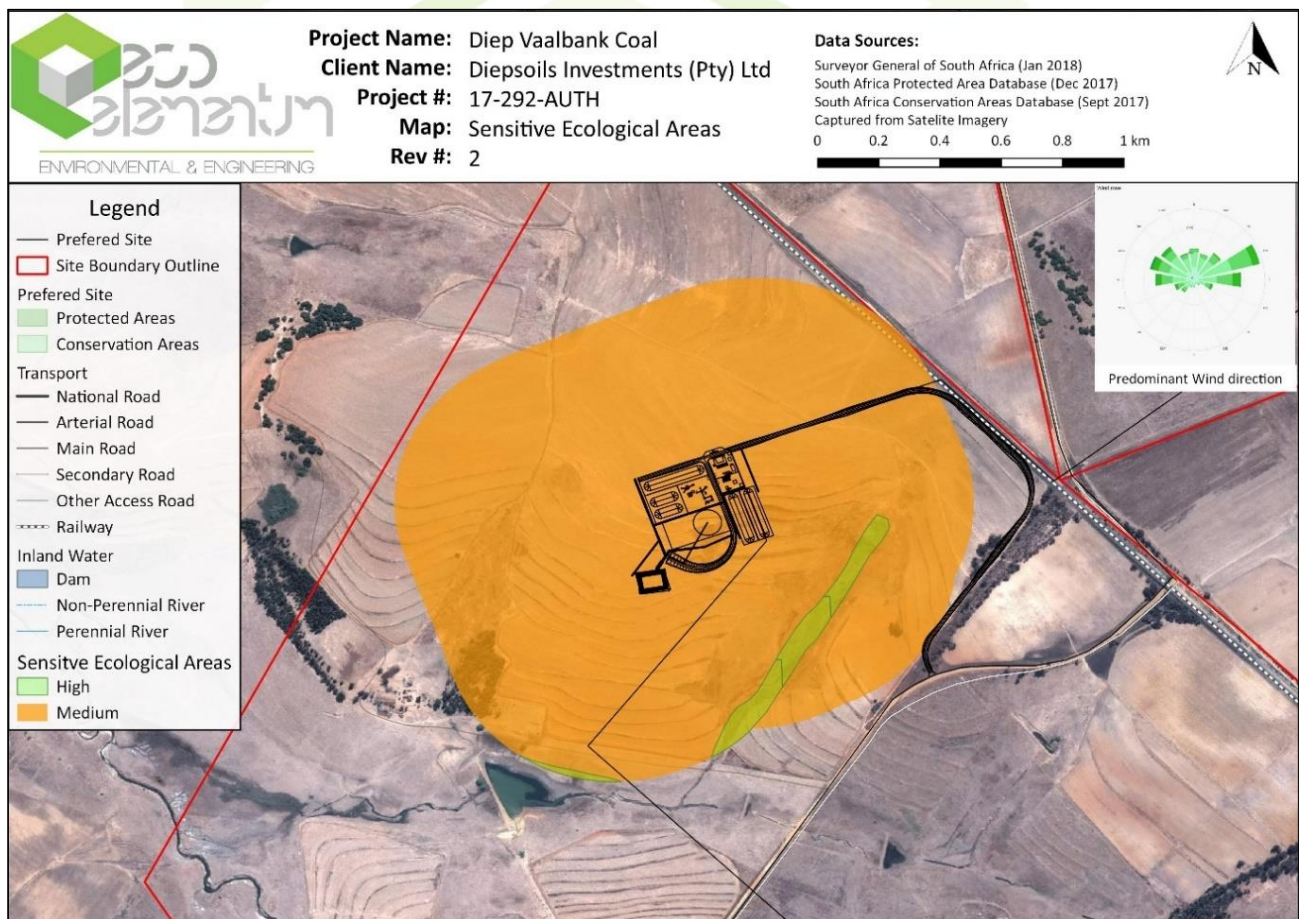 eco
elementum
ENVIRONMENTAL & ENGINEERING
Project Name: Diep Vaalbank Coal
Client Name: Diepsoils Investments (Pty) Ltd
Project #: 17-292-AUTH
Map: Sensitive Ecological Areas
Rev #: 2
Data Sources:
Surveyor General of South Africa (Jan 2018)
South Africa Protected Area Database (Dec 2017)
South Africa Conservation Areas Database (Sept 2017)
Captured from Satelite Imagery
0 0.2 0.4 0.6 0.8 1 km
N
Legend
Prefered Site
Site Boundary Outline
Prefered Site
Protected Areas
Conservation Areas
Transport
National Road
Arterial Road
Main Road
Secondary Road
Other Access Road
Railway
Inland Water
Dam
Non-Perennial River
Perennial River
Sensitve Ecological Areas
High
Medium
Predominant Wind direction